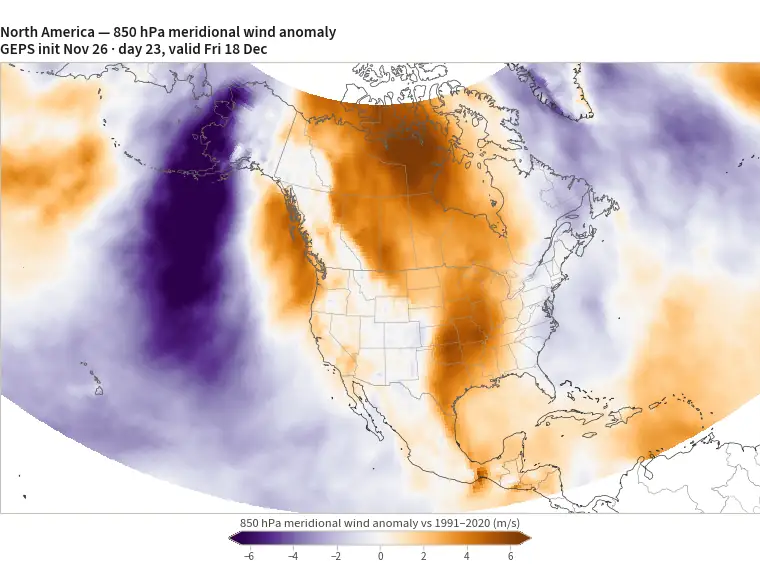 North America — 850 hPa meridional wind anomaly
GEPS init Nov 26 · day 23, valid Fri 18 Dec
850 hPa meridional wind anomaly vs 1991–2020 (m/s)
−6 −4 −2 0 2 4 6